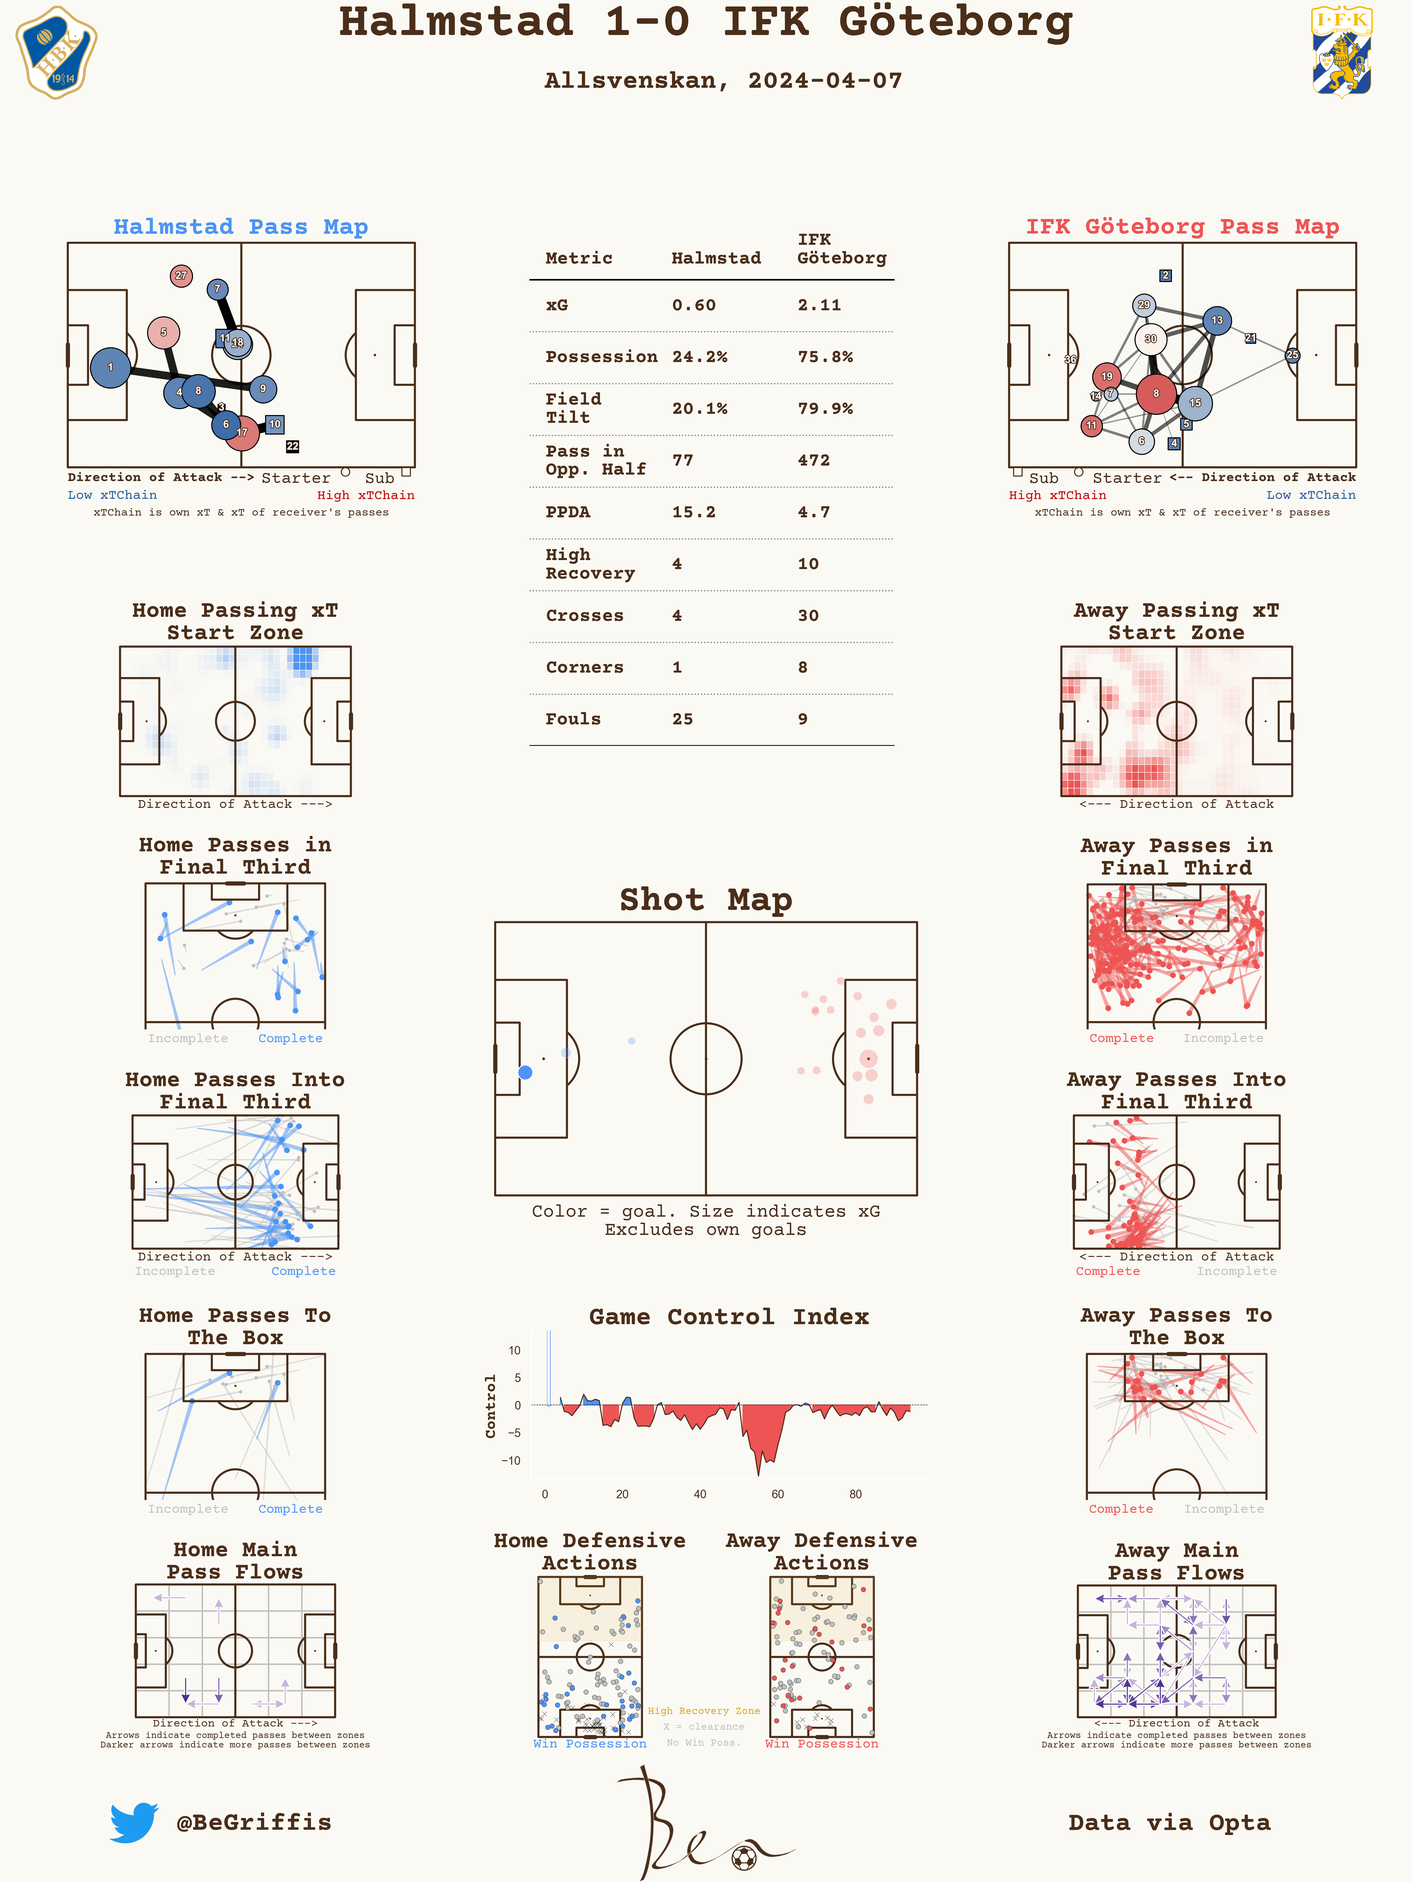 Halmstad 1-0 IFK Göteborg
Allsvenskan, 2024-04-07
H.B.K
19 14
I·F·K
Halmstad Pass Map
27
7
5
11
18
1
4
8
9
3
6
17
10
22
Direction of Attack --> Starter Sub
Low xTChain High xTChain
xTChain is own xT & xT of receiver's passes
Metric Halmstad IFK Göteborg
xG 0.60 2.11
Possession 24.2% 75.8%
Field Tilt 20.1% 79.9%
Pass in Opp. Half 77 472
PPDA 15.2 4.7
High Recovery 4 10
Crosses 4 30
Corners 1 8
Fouls 25 9
IFK Göteborg Pass Map
2
29
13
30
21
36
25
19
14
7
8
15
11
5
6
4
Sub Starter <-- Direction of Attack
High xTChain Low xTChain
xTChain is own xT & xT of receiver's passes
Home Passing xT
Start Zone
Direction of Attack --->
Away Passing xT
Start Zone
<--- Direction of Attack
Home Passes in
Final Third
Incomplete Complete
Away Passes in
Final Third
Complete Incomplete
Shot Map
Color = goal. Size indicates xG
Excludes own goals
Home Passes Into
Final Third
Direction of Attack --->
Incomplete Complete
Away Passes Into
Final Third
<--- Direction of Attack
Complete Incomplete
Home Passes To
The Box
Incomplete Complete
Game Control Index
Control
10
5
0
−5
−10
0 20 40 60 80
Away Passes To
The Box
Complete Incomplete
Home Main
Pass Flows
Direction of Attack --->
Arrows indicate completed passes between zones
Darker arrows indicate more passes between zones
Home Defensive
Actions
Win Possession
High Recovery Zone
X = clearance
No Win Poss.
Away Defensive
Actions
Win Possession
Away Main
Pass Flows
<--- Direction of Attack
Arrows indicate completed passes between zones
Darker arrows indicate more passes between zones
@BeGriffis
Ben
Data via Opta